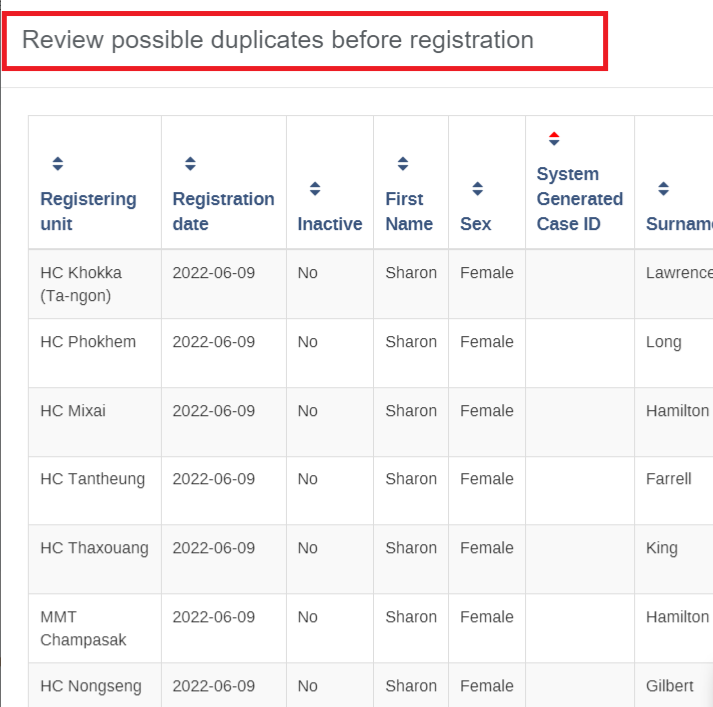 Review possible duplicates before registration
Registering unit Registration date Inactive First Name Sex System Generated Case ID Surnam
HC Khokka (Ta-ngon) 2022-06-09 No Sharon Female Lawrence
HC Phokhem 2022-06-09 No Sharon Female Long
HC Mixai 2022-06-09 No Sharon Female Hamilton
HC Tantheung 2022-06-09 No Sharon Female Farrell
HC Thaxouang 2022-06-09 No Sharon Female King
MMT Champasak 2022-06-09 No Sharon Female Hamilton
HC Nongseng 2022-06-09 No Sharon Female Gilbert